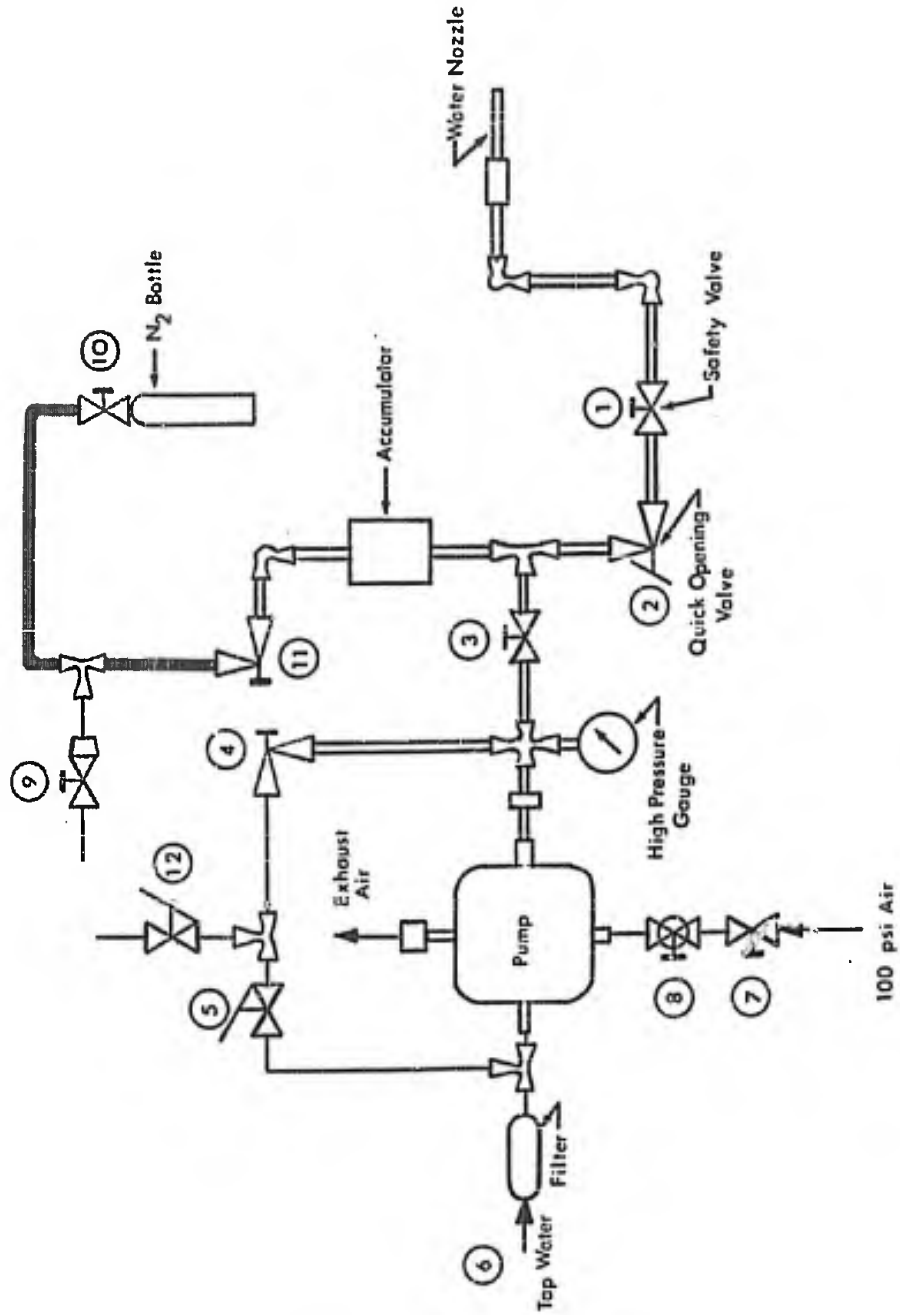 Water Nozzle
N₂ Bottle
10
Accumulator
1
Safety Valve
11
3
2
Quick Opening
Valve
9
4
12
Exhaust
Air
High Pressure
Gauge
5
Pump
8
7
100 psi Air
Filter
6
Tap Water